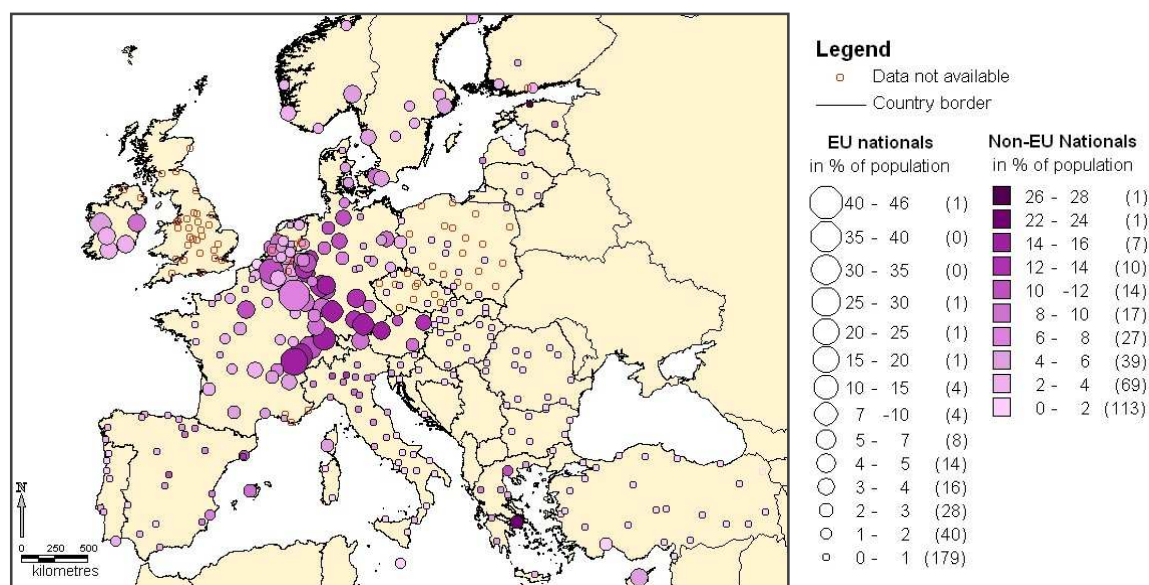 Legend
Data not available
Country border
EU nationals
in % of population
40 - 46 (1)
35 - 40 (0)
30 - 35 (0)
25 - 30 (1)
20 - 25 (1)
15 - 20 (1)
10 - 15 (4)
7 -10 (4)
5 - 7 (8)
4 - 5 (14)
3 - 4 (16)
2 - 3 (28)
1 - 2 (40)
0 - 1 (179)
Non-EU Nationals
in % of population
26 - 28 (1)
22 - 24 (1)
14 - 16 (7)
12 - 14 (10)
10 -12 (14)
8 - 10 (17)
6 - 8 (27)
4 - 6 (39)
2 - 4 (69)
0 - 2 (113)
N
0 250 500
kilometres